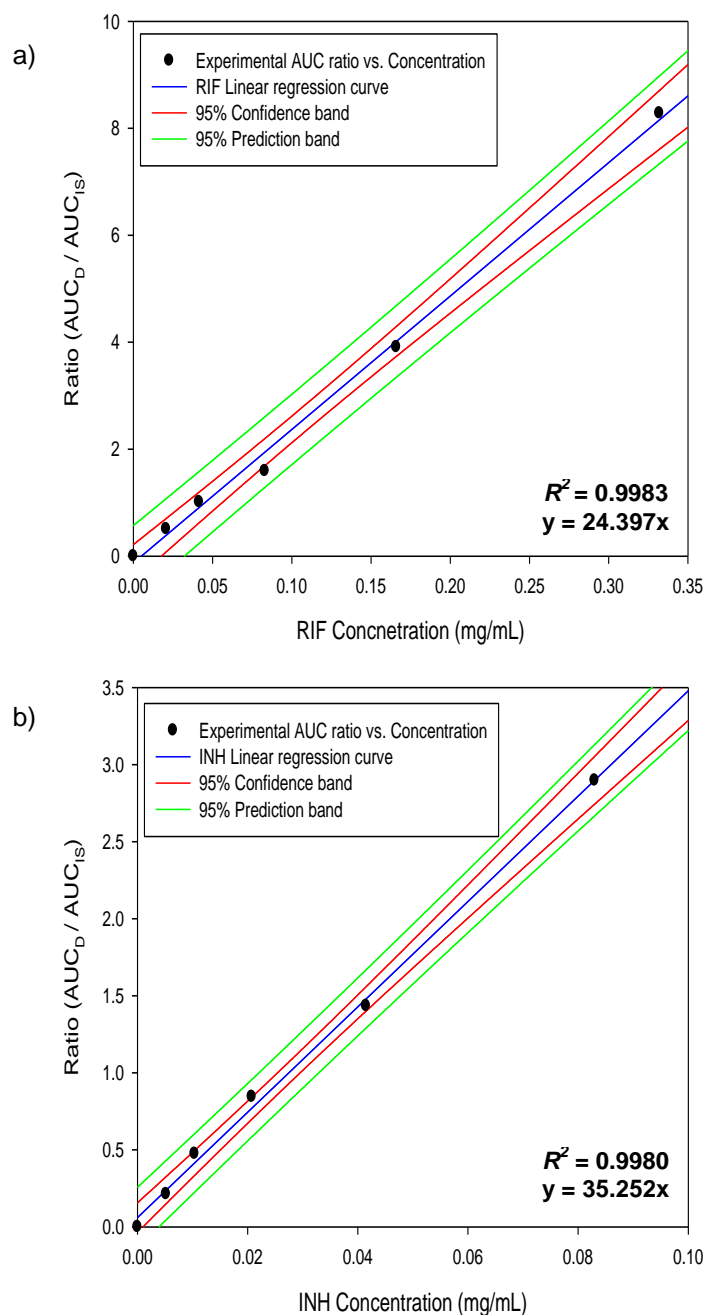 a)
10
8
6
4
2
0
Ratio (AUC_D / AUC_IS)
Experimental AUC ratio vs. Concentration
RIF Linear regression curve
95% Confidence band
95% Prediction band
R² = 0.9983
y = 24.397x
0.00 0.05 0.10 0.15 0.20 0.25 0.30 0.35
RIF Concnetration (mg/mL)
b)
3.5
3.0
2.5
2.0
1.5
1.0
0.5
0.0
Ratio (AUC_D / AUC_IS)
Experimental AUC ratio vs. Concentration
INH Linear regression curve
95% Confidence band
95% Prediction band
R² = 0.9980
y = 35.252x
0.00 0.02 0.04 0.06 0.08 0.10
INH Concentration (mg/mL)